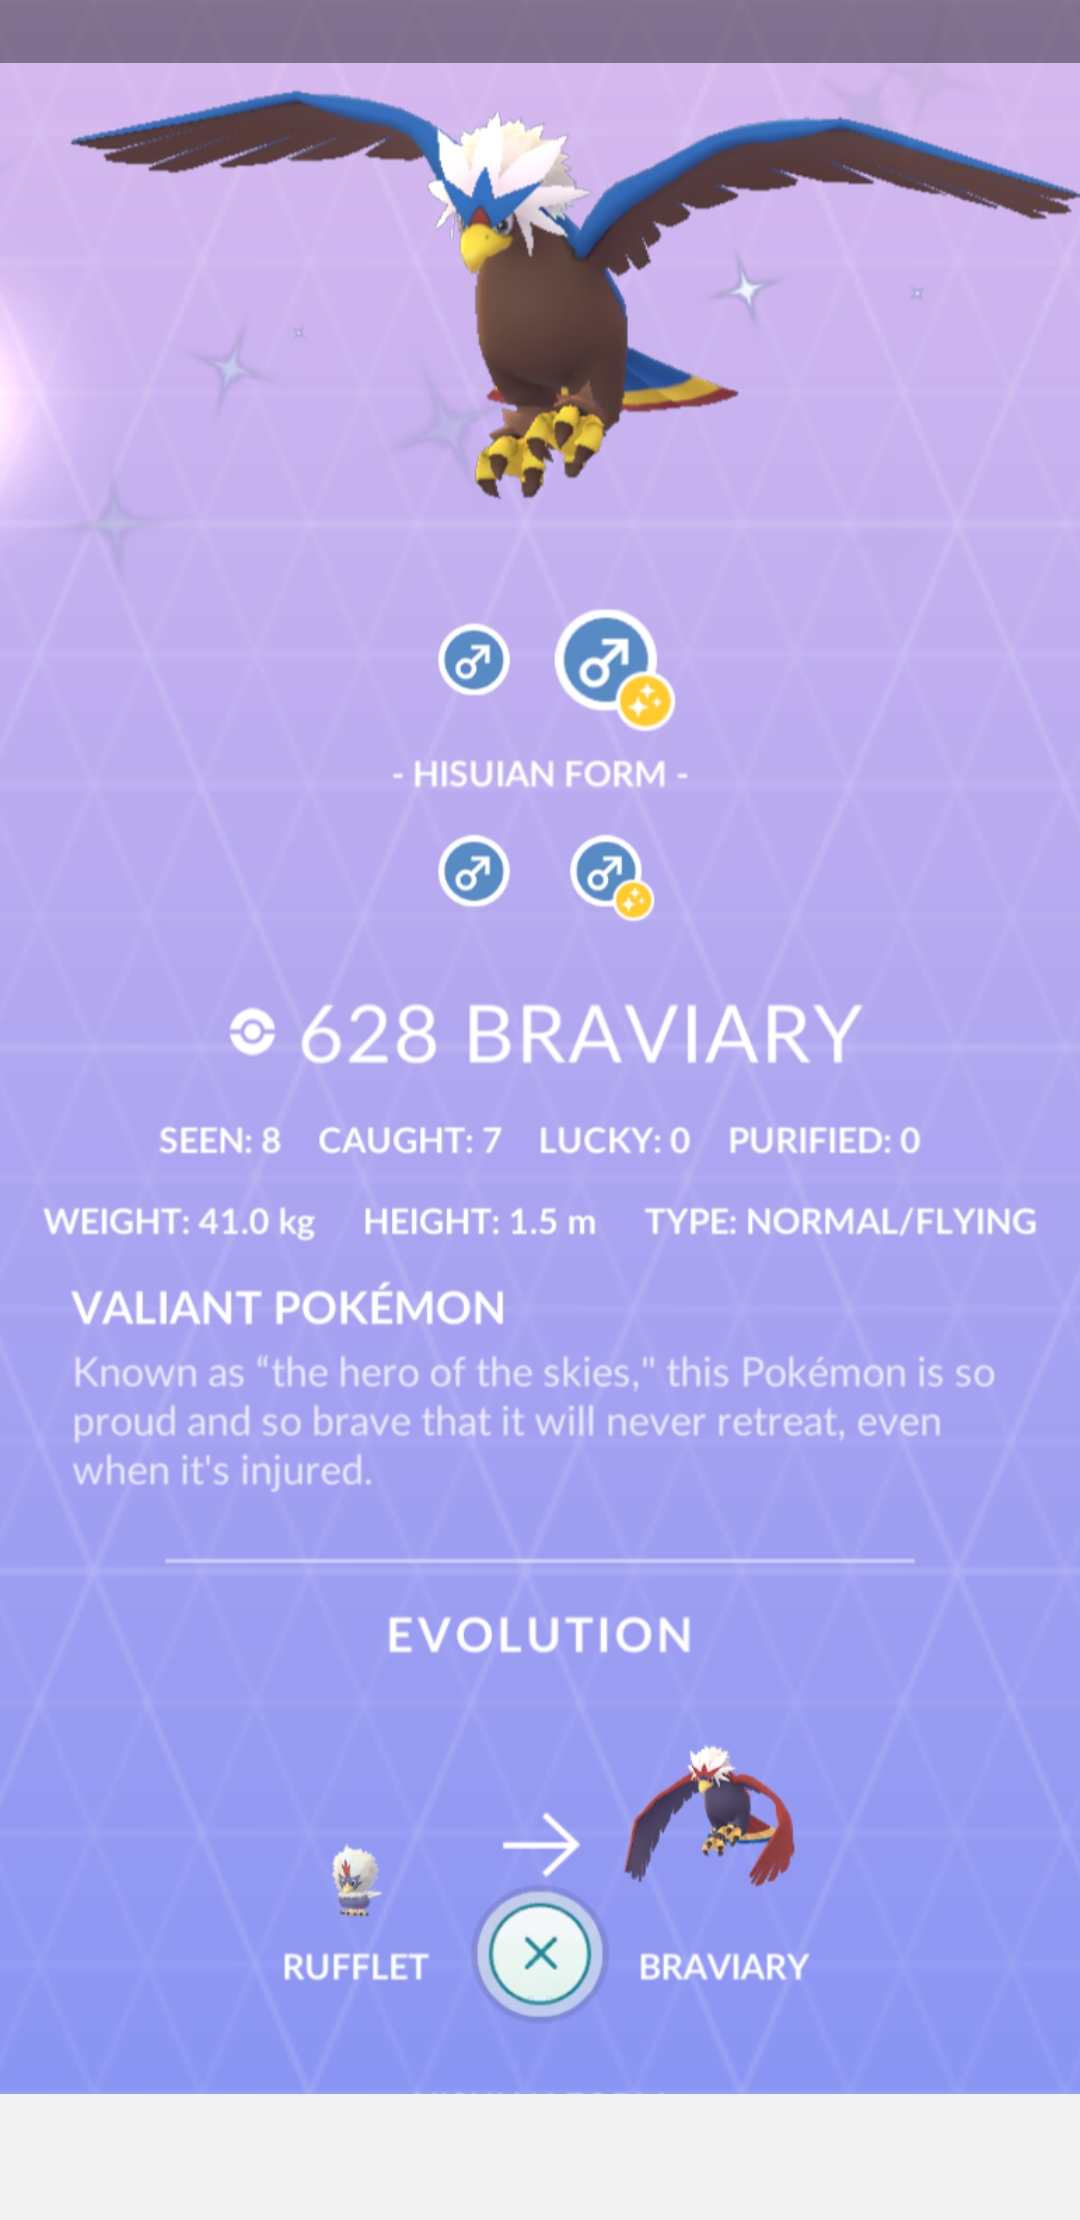 - HISUIAN FORM -
628 BRAVIARY
SEEN: 8 CAUGHT: 7 LUCKY: 0 PURIFIED: 0
WEIGHT: 41.0 kg HEIGHT: 1.5 m TYPE: NORMAL/FLYING
VALIANT POKÉMON
Known as “the hero of the skies," this Pokémon is so
proud and so brave that it will never retreat, even
when it's injured.
EVOLUTION
RUFFLET BRAVIARY